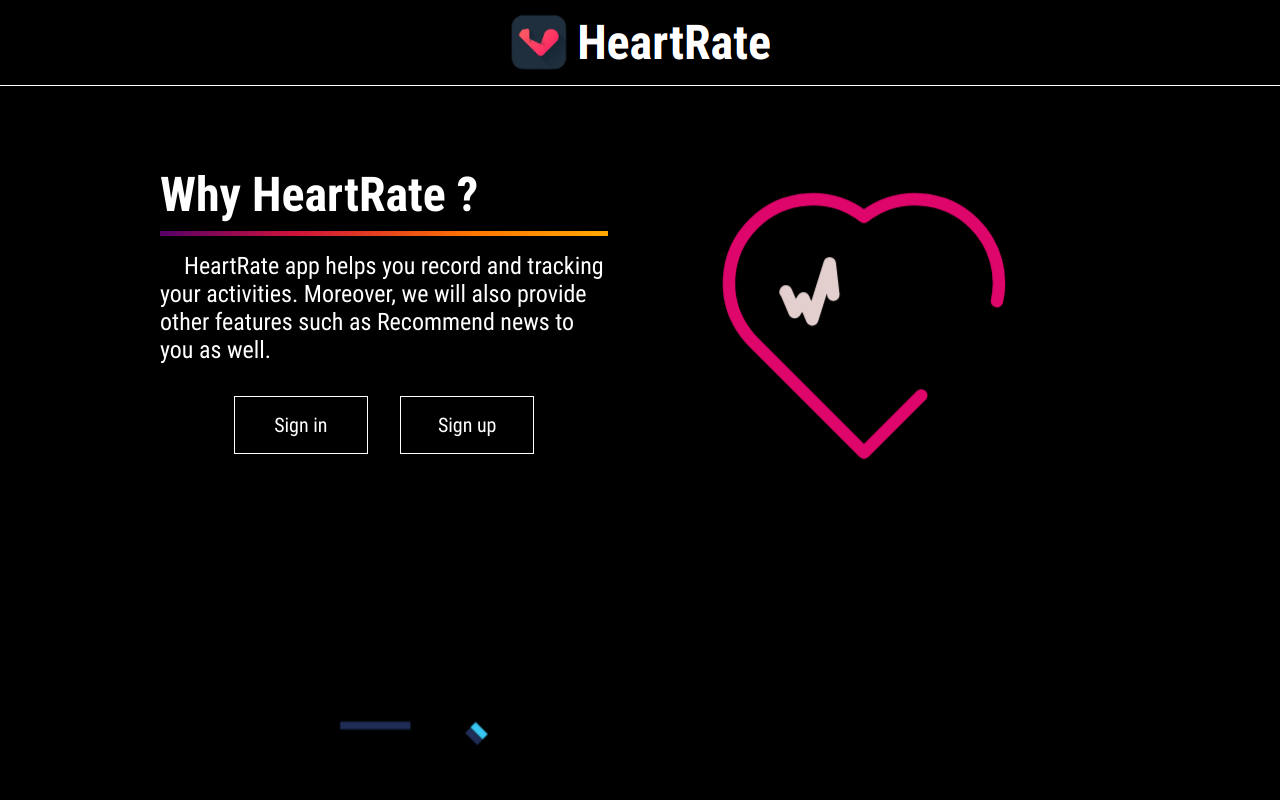 HeartRate
Why HeartRate ?
HeartRate app helps you record and tracking
your activities. Moreover, we will also provide
other features such as Recommend news to
you as well.
Sign in
Sign up